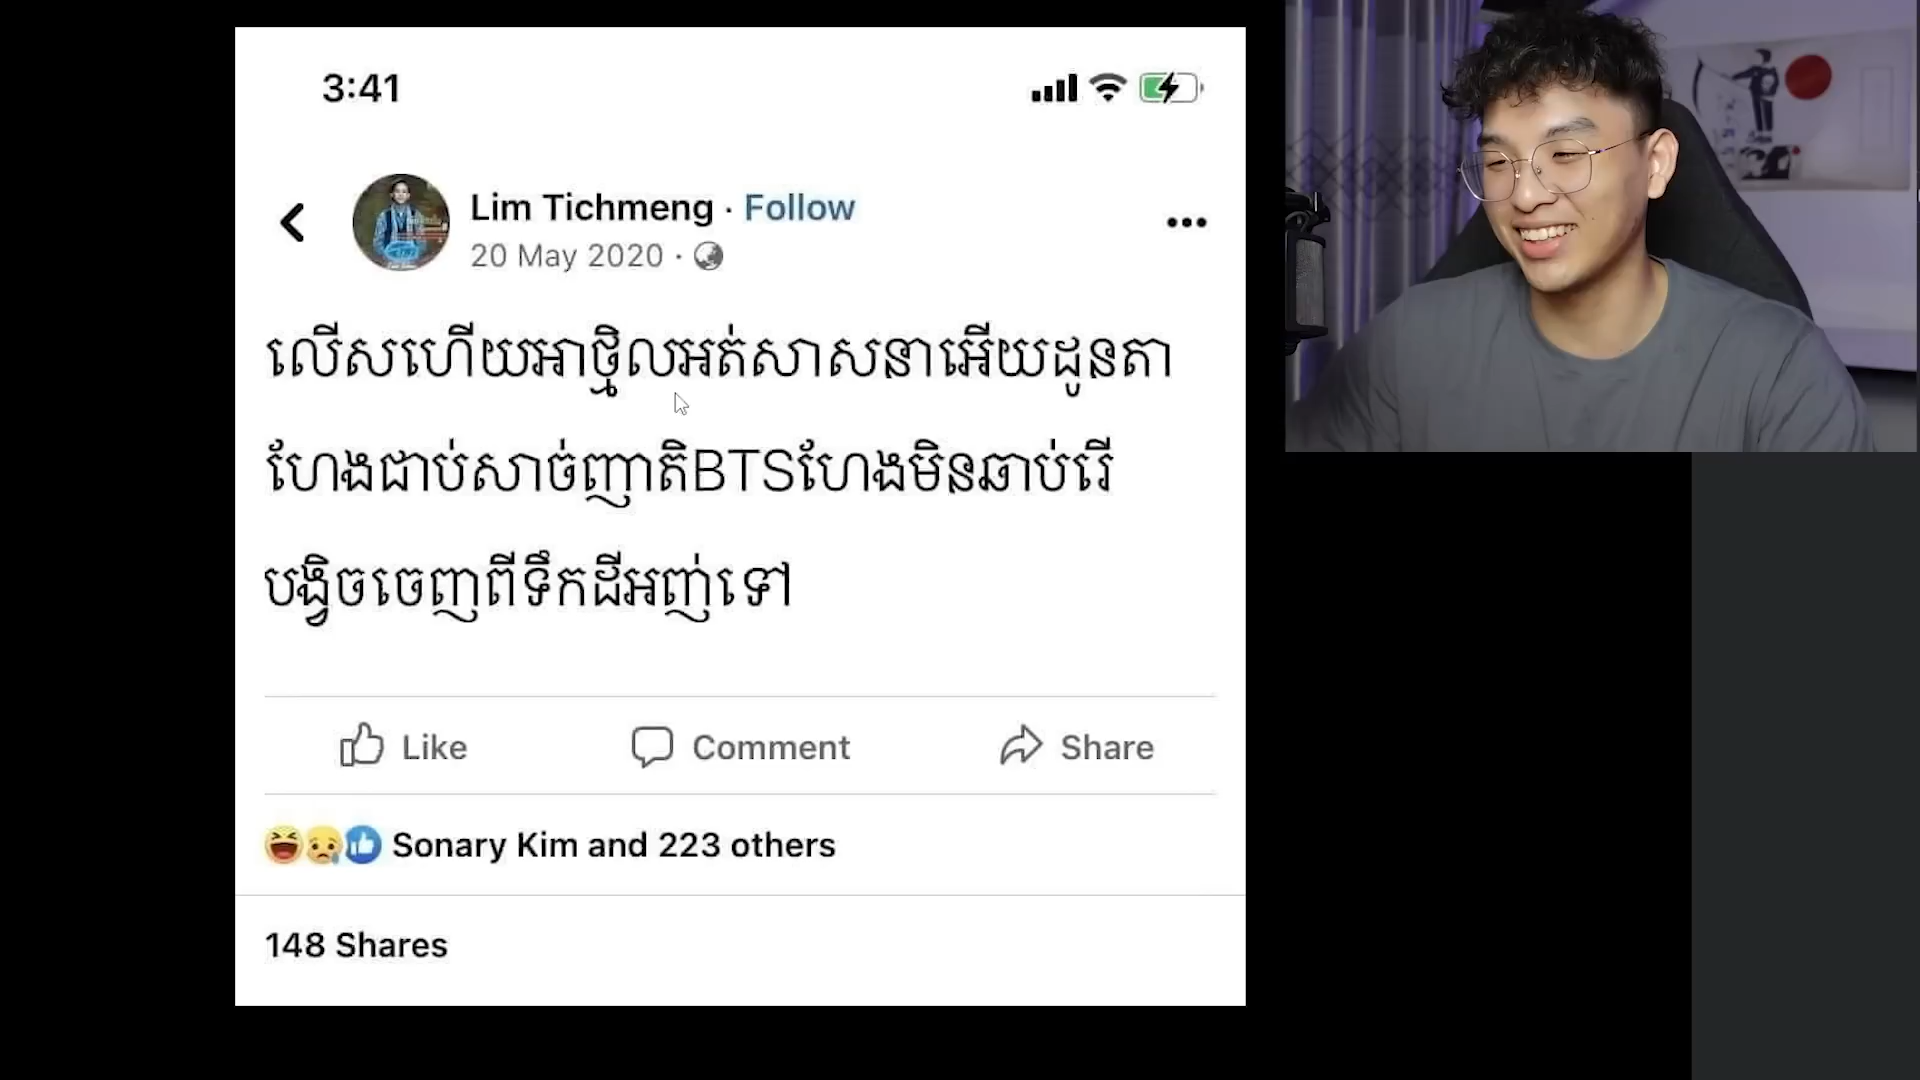 3:41
Lim Tichmeng · Follow
20 May 2020 ·
លើសហើយអាថ្មិលអត់សាសនាអើយដូនតា
ហែងជាប់សាច់ញាតិBTSហែងមិនឆាប់រើ
បង្វិចចេញពីទឹកដីអញ់ទៅ
Like Comment Share
Sonary Kim and 223 others
148 Shares